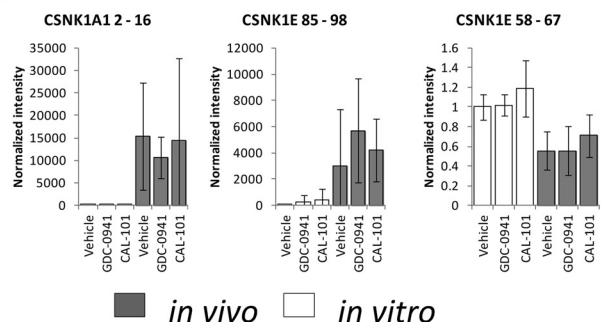 CSNK1A1 2 - 16
Normalized intensity
35000
30000
25000
20000
15000
10000
5000
0
Vehicle
GDC-0941
CAL-101
Vehicle
GDC-0941
CAL-101
CSNK1E 85 - 98
Normalized intensity
12000
10000
8000
6000
4000
2000
0
Vehicle
GDC-0941
CAL-101
Vehicle
GDC-0941
CAL-101
CSNK1E 58 - 67
Normalized intensity
1.6
1.4
1.2
1
0.8
0.6
0.4
0.2
0
Vehicle
GDC-0941
CAL-101
Vehicle
GDC-0941
CAL-101
in vivo
in vitro